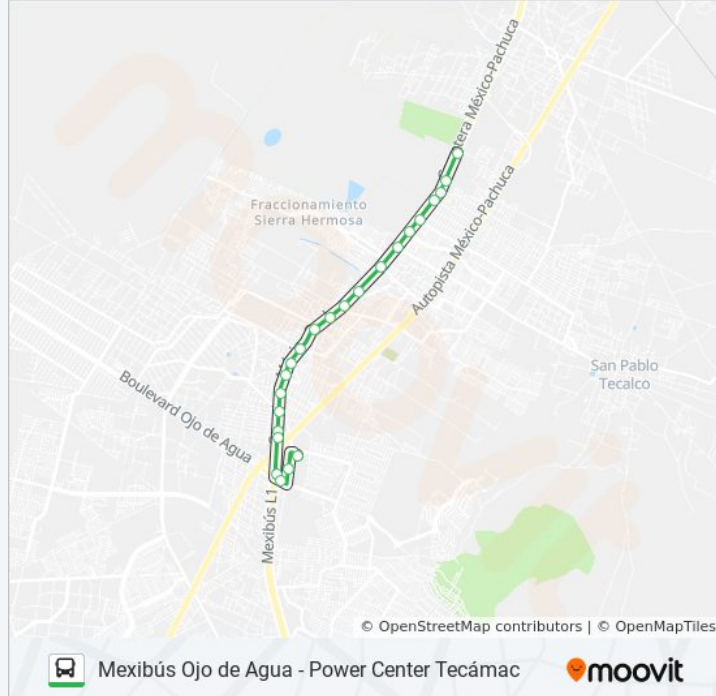 Carretera México-Pachuca
Fraccionamiento
Sierra Hermosa
Autopista México-Pachuca
San Pablo
Tecalco
Boulevard Ojo de Agua
Mexibús L1
© OpenStreetMap contributors | © OpenMapTiles
Mexibús Ojo de Agua - Power Center Tecámac
moovit